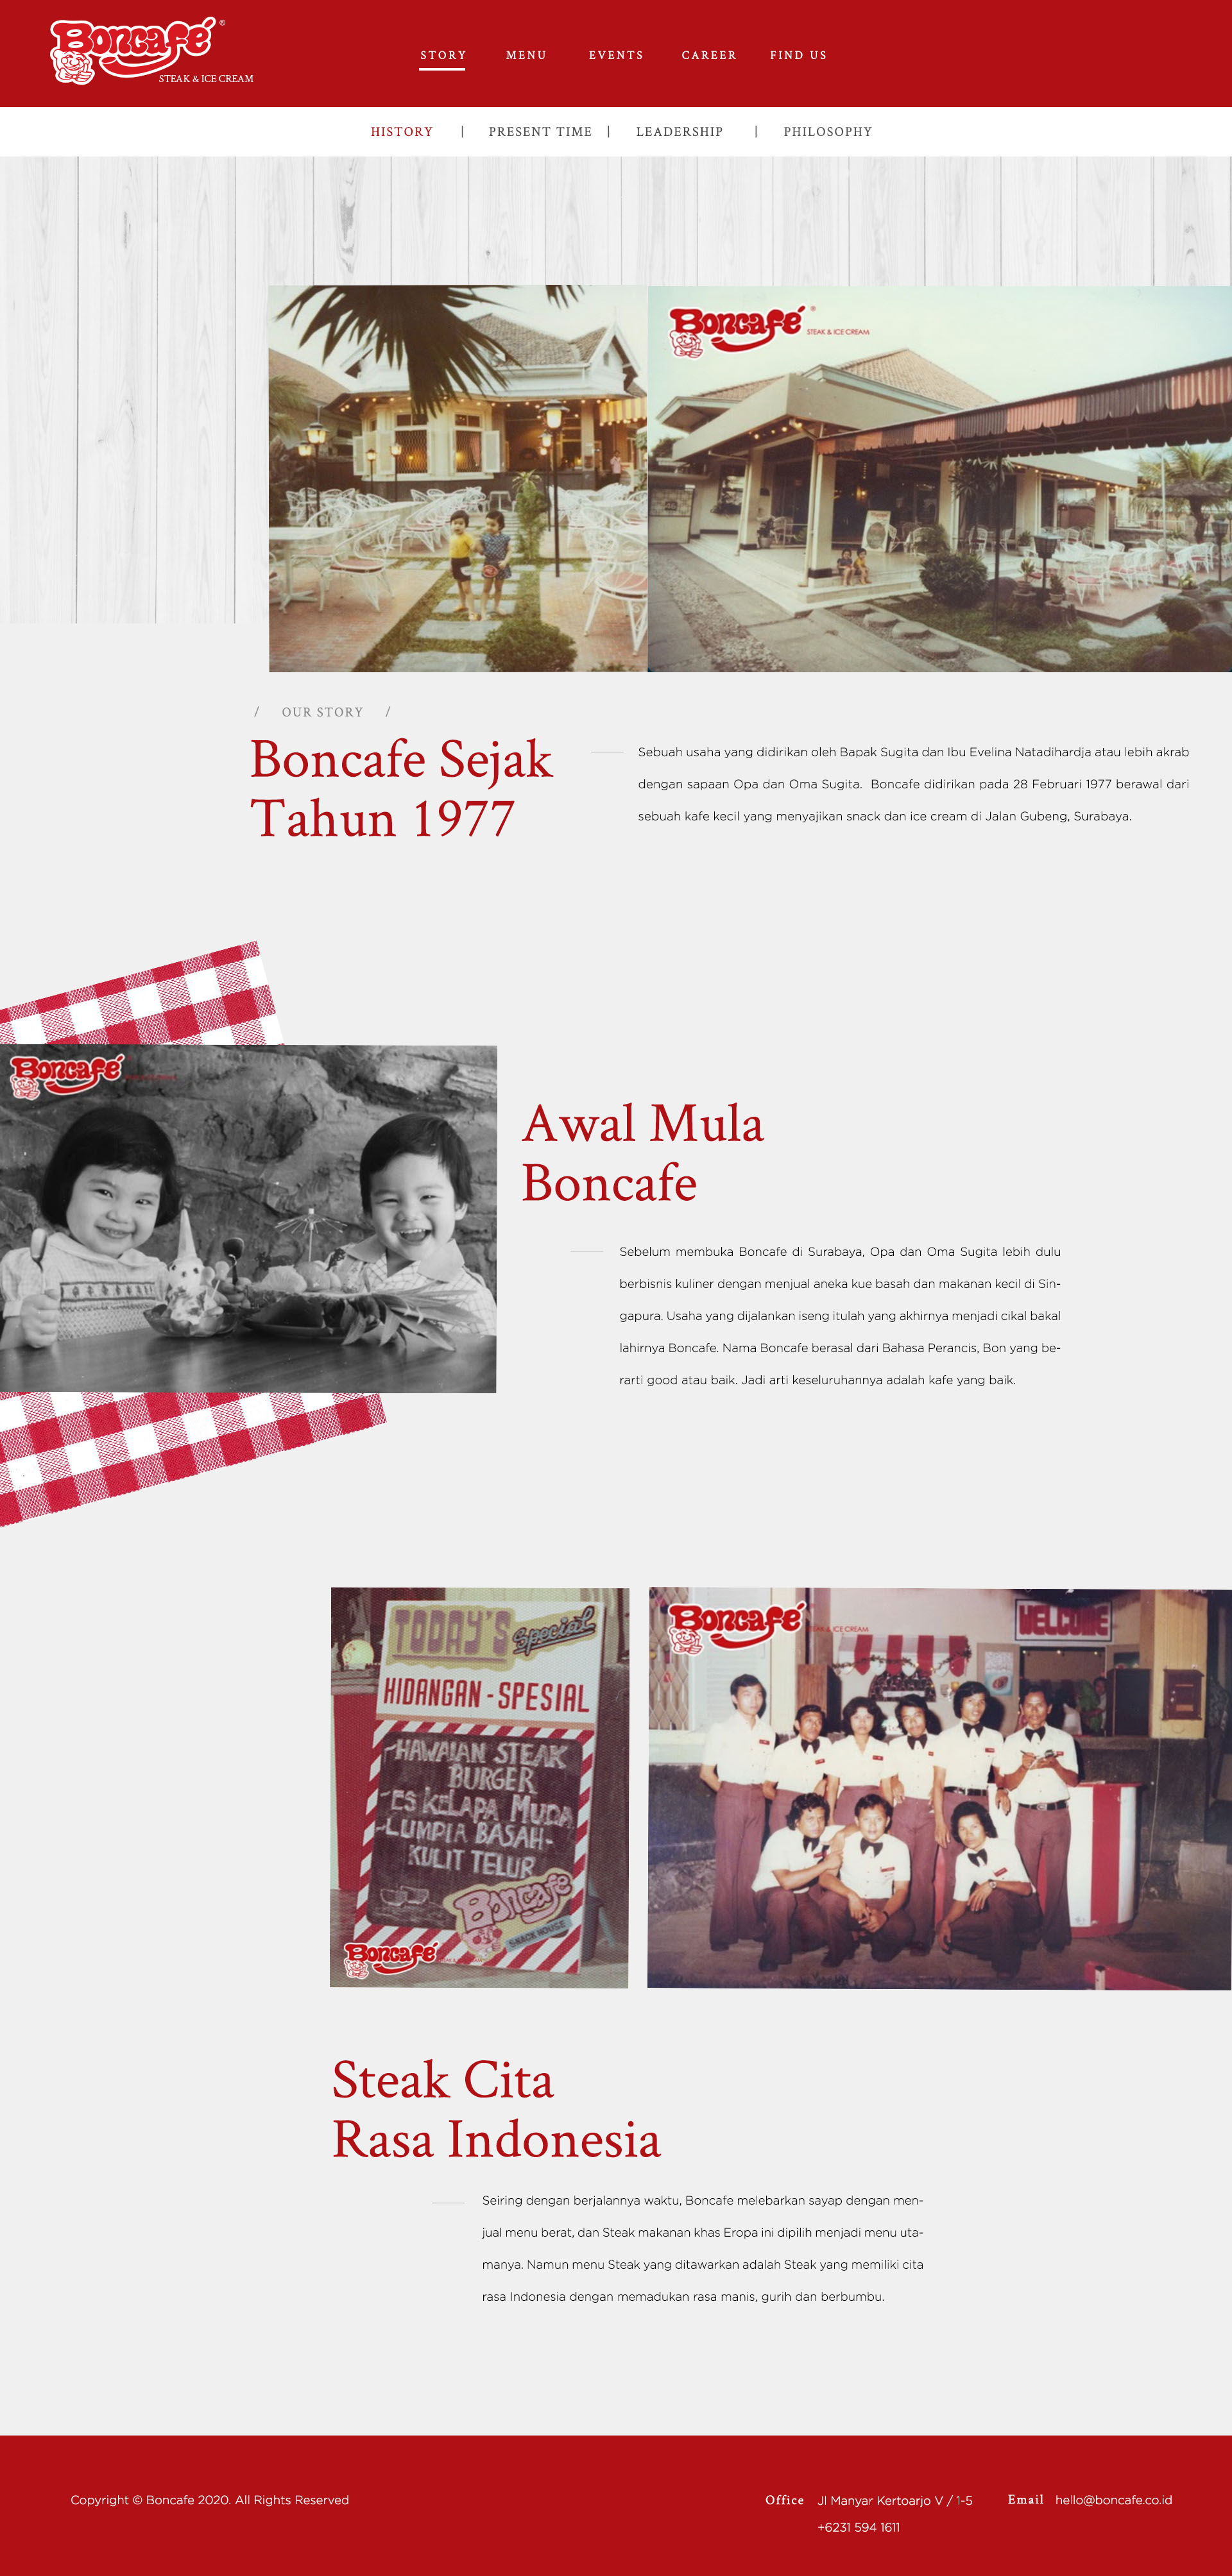 Boncafé®
STEAK & ICE CREAM
STORY MENU EVENTS CAREER FIND US
HISTORY | PRESENT TIME | LEADERSHIP | PHILOSOPHY
Boncafé®
STEAK & ICE CREAM
/ OUR STORY /
Boncafe Sejak
Tahun 1977
Sebuah usaha yang didirikan oleh Bapak Sugita dan Ibu Evelina Natadihardja atau lebih akrab
dengan sapaan Opa dan Oma Sugita. Boncafe didirikan pada 28 Februari 1977 berawal dari
sebuah kafe kecil yang menyajikan snack dan ice cream di Jalan Gubeng, Surabaya.
Boncafé
Awal Mula
Boncafe
Sebelum membuka Boncafe di Surabaya, Opa dan Oma Sugita lebih dulu
berbisnis kuliner dengan menjual aneka kue basah dan makanan kecil di Sin-
gapura. Usaha yang dijalankan iseng itulah yang akhirnya menjadi cikal bakal
lahirnya Boncafe. Nama Boncafe berasal dari Bahasa Perancis, Bon yang be-
rarti good atau baik. Jadi arti keseluruhannya adalah kafe yang baik.
TODAY'S Special
HIDANGAN - SPESIAL
-HAWAIAN STEAK
BURGER
-ES KELAPA MUDA
-LUMPIA BASAH-
KULIT TELUR
Boncafe
SNACK HOUSE
Boncafé
Boncafé
STEAK & ICE CREAM
WELCOME
Steak Cita
Rasa Indonesia
Seiring dengan berjalannya waktu, Boncafe melebarkan sayap dengan men-
jual menu berat, dan Steak makanan khas Eropa ini dipilih menjadi menu uta-
manya. Namun menu Steak yang ditawarkan adalah Steak yang memiliki cita
rasa Indonesia dengan memadukan rasa manis, gurih dan berbumbu.
Copyright © Boncafe 2020. All Rights Reserved
Office Jl Manyar Kertoarjo V / 1-5
+6231 594 1611
Email hello@boncafe.co.id